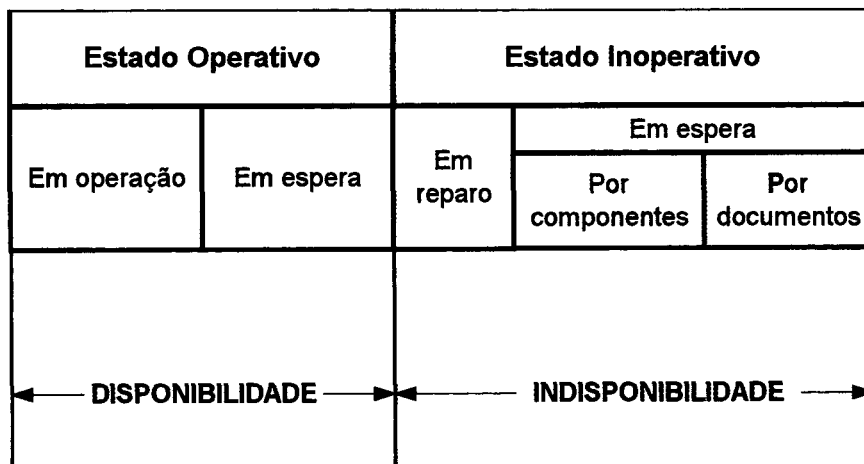 Estado Operativo
Estado Inoperativo
Em operação
Em espera
Em
reparo
Em espera
Por
componentes
Por
documentos
DISPONIBILIDADE
INDISPONIBILIDADE